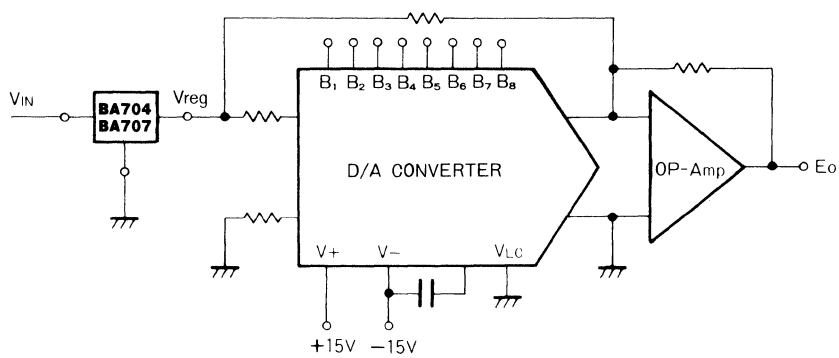 B₁ B₂ B₃ B₄ B₅ B₆ B₇ B₈
VIN
BA704
BA707
Vreg
D/A CONVERTER
OP-Amp
Eo
V+ V- VLC
+15V -15V